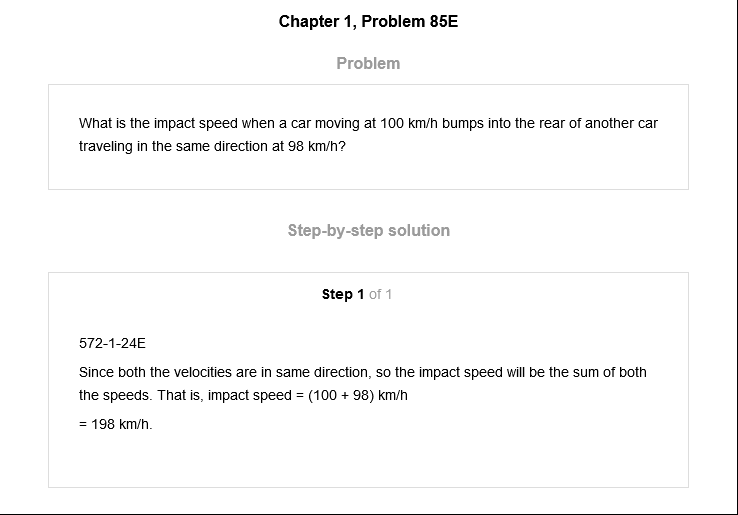 Chapter 1, Problem 85E
Problem
What is the impact speed when a car moving at 100 km/h bumps into the rear of another car
traveling in the same direction at 98 km/h?
Step-by-step solution
Step 1 of 1
572-1-24E
Since both the velocities are in same direction, so the impact speed will be the sum of both
the speeds. That is, impact speed = (100 + 98) km/h
= 198 km/h.